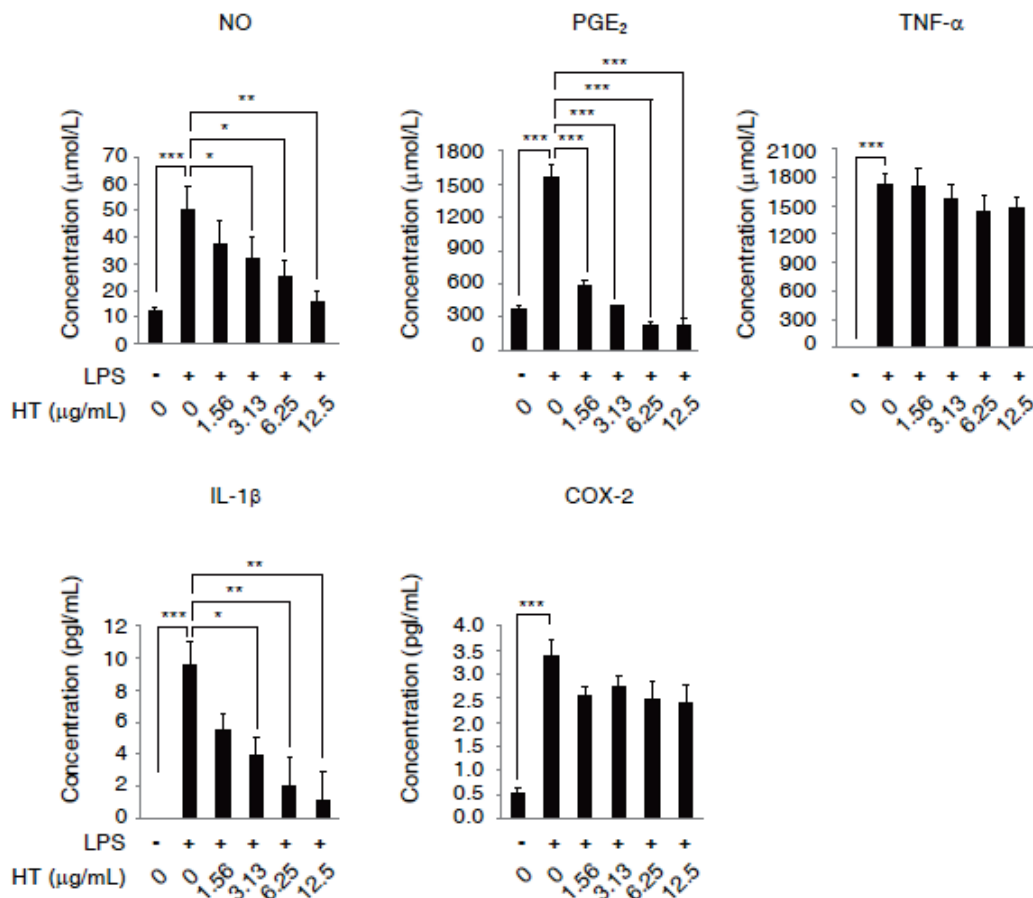 NO
PGE₂
TNF-α
***
*
*
**
***
***
***
***
***
***
Concentration (μmol/L)
70
60
50
40
30
20
10
0
Concentration (μmol/L)
1800
1500
1200
900
600
300
0
Concentration (μmol/L)
2100
1800
1500
1200
900
600
300
0
LPS - + + + + +
HT (μg/mL) 0 0 1.56 3.13 6.25 12.5
- + + + + +
0 0 1.56 3.13 6.25 12.5
- + + + + +
0 0 1.56 3.13 6.25 12.5
IL-1β
COX-2
***
*
**
**
***
Concentration (pgl/mL)
12
10
8
6
4
2
0
Concentration (pgl/mL)
4.0
3.5
3.0
2.5
2.0
1.5
1.0
0.5
0.0
LPS - + + + + +
HT (μg/mL) 0 0 1.56 3.13 6.25 12.5
- + + + + +
0 0 1.56 3.13 6.25 12.5